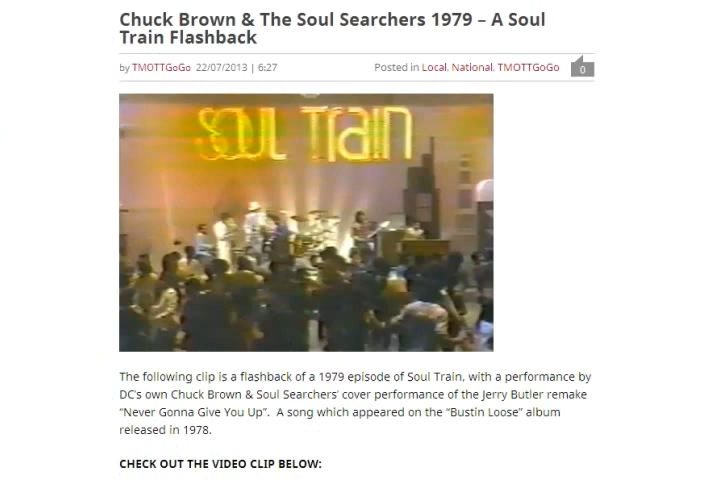 Chuck Brown & The Soul Searchers 1979 – A Soul
Train Flashback
by TMOTTGoGo 22/07/2013 | 6:27
Posted in Local, National, TMOTTGoGo
0
SOUL Train
The following clip is a flashback of a 1979 episode of Soul Train, with a performance by
DC's own Chuck Brown & Soul Searchers' cover performance of the Jerry Butler remake
"Never Gonna Give You Up".  A song which appeared on the "Bustin Loose" album
released in 1978.
CHECK OUT THE VIDEO CLIP BELOW: